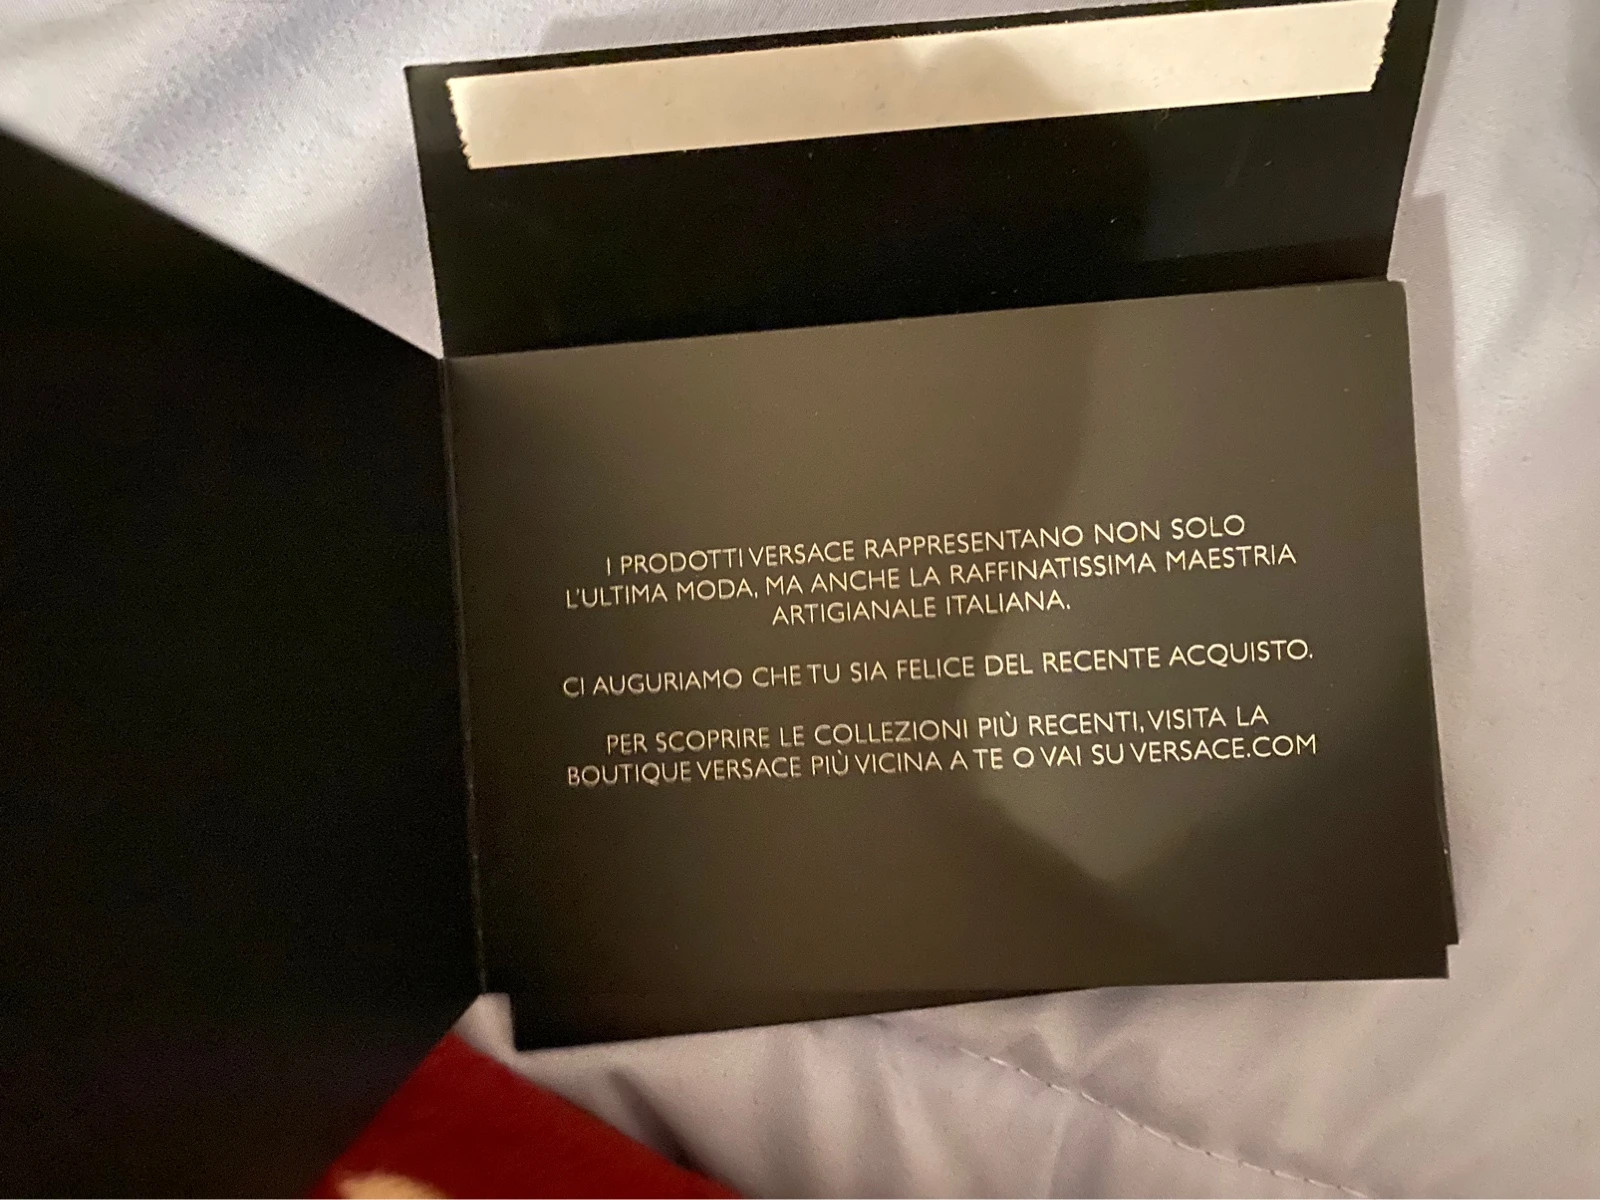 I PRODOTTI VERSACE RAPPRESENTANO NON SOLO
L'ULTIMA MODA, MA ANCHE LA RAFFINATISSIMA MAESTRIA
ARTIGIANALE ITALIANA.
CI AUGURIAMO CHE TU SIA FELICE DEL RECENTE ACQUISTO.
PER SCOPRIRE LE COLLEZIONI PIÙ RECENTI, VISITA LA
BOUTIQUE VERSACE PIÙ VICINA A TE O VAI SU VERSACE.COM